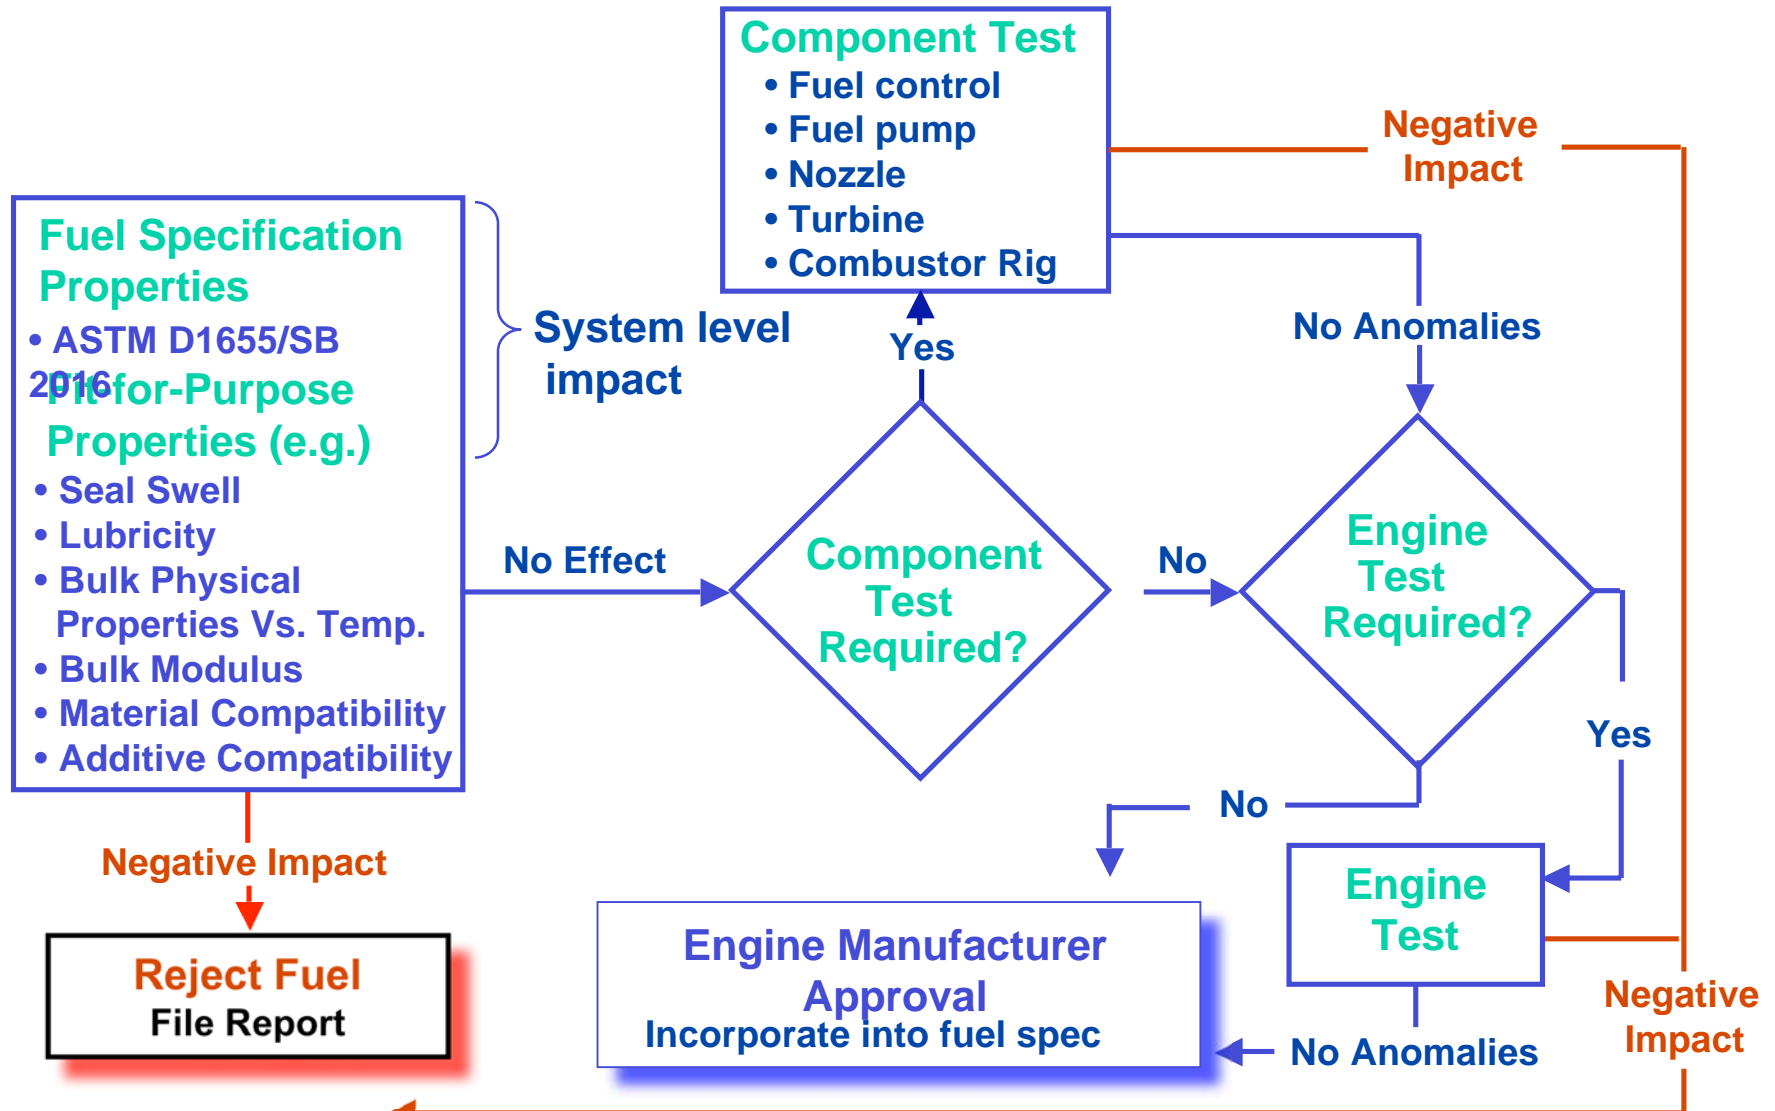 Component Test
• Fuel control
• Fuel pump
• Nozzle
• Turbine
• Combustor Rig
Negative
Impact
Fuel Specification
Properties
• ASTM D1655/SB
2016
Fit-for-Purpose
Properties (e.g.)
• Seal Swell
• Lubricity
• Bulk Physical
Properties Vs. Temp.
• Bulk Modulus
• Material Compatibility
• Additive Compatibility
System level
impact
Yes
No Anomalies
No Effect
Component
Test
Required?
No
Engine
Test
Required?
Yes
No
Negative Impact
Reject Fuel
File Report
Engine Manufacturer
Approval
Incorporate into fuel spec
Engine
Test
No Anomalies
Negative
Impact